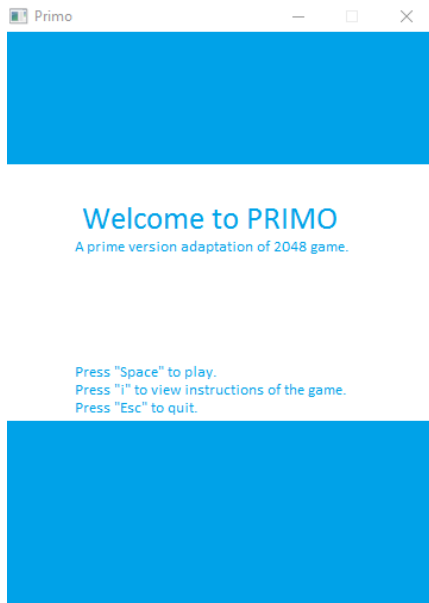 Primo
Welcome to PRIMO
A prime version adaptation of 2048 game.
Press "Space" to play.
Press "i" to view instructions of the game.
Press "Esc" to quit.